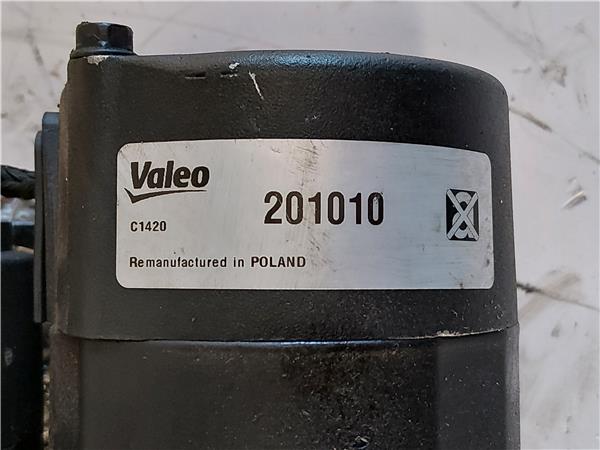 Valeo
201010
C1420
Remanufactured in POLAND